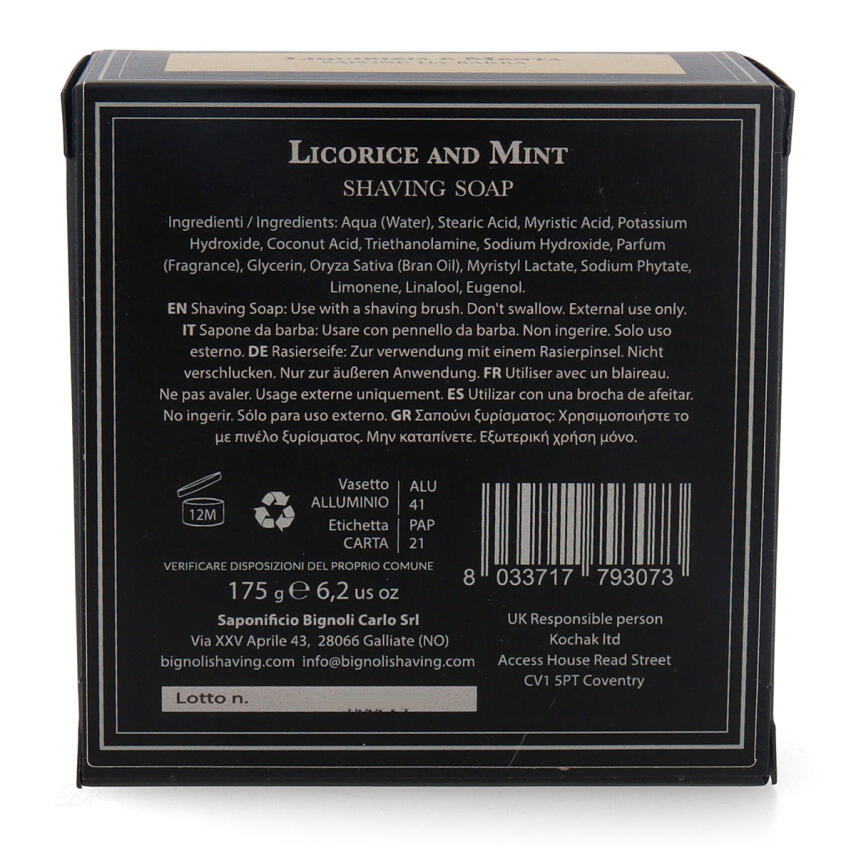 LIQUIRIZIA E MENTA
SAPONE DA BARBA
LICORICE AND MINT
SHAVING SOAP
Ingredienti / Ingredients: Aqua (Water), Stearic Acid, Myristic Acid, Potassium
Hydroxide, Coconut Acid, Triethanolamine, Sodium Hydroxide, Parfum
(Fragrance), Glycerin, Oryza Sativa (Bran Oil), Myristyl Lactate, Sodium Phytate,
Limonene, Linalool, Eugenol.
EN Shaving Soap: Use with a shaving brush. Don't swallow. External use only.
IT Sapone da barba: Usare con pennello da barba. Non ingerire. Solo uso
esterno. DE Rasierseife: Zur verwendung mit einem Rasierpinsel. Nicht
verschlucken. Nur zur äußeren Anwendung. FR Utiliser avec un blaireau.
Ne pas avaler. Usage externe uniquement. ES Utilizar con una brocha de afeitar.
No ingerir. Sólo para uso externo. GR Σαπούνι ξυρίσματος: Χρησιμοποιήστε το
με πινέλο ξυρίσματος. Μην καταπίνετε. Εξωτερική χρήση μόνο.
12M
Vasetto ALU
ALLUMINIO 41
Etichetta PAP
CARTA 21
VERIFICARE DISPOSIZIONI DEL PROPRIO COMUNE
175 g ℮ 6,2 us oz
Saponificio Bignoli Carlo Srl
Via XXV Aprile 43, 28066 Galliate (NO)
bignolishaving.com info@bignolishaving.com
Lotto n.
8 033717 793073
UK Responsible person
Kochak ltd
Access House Read Street
CV1 5PT Coventry